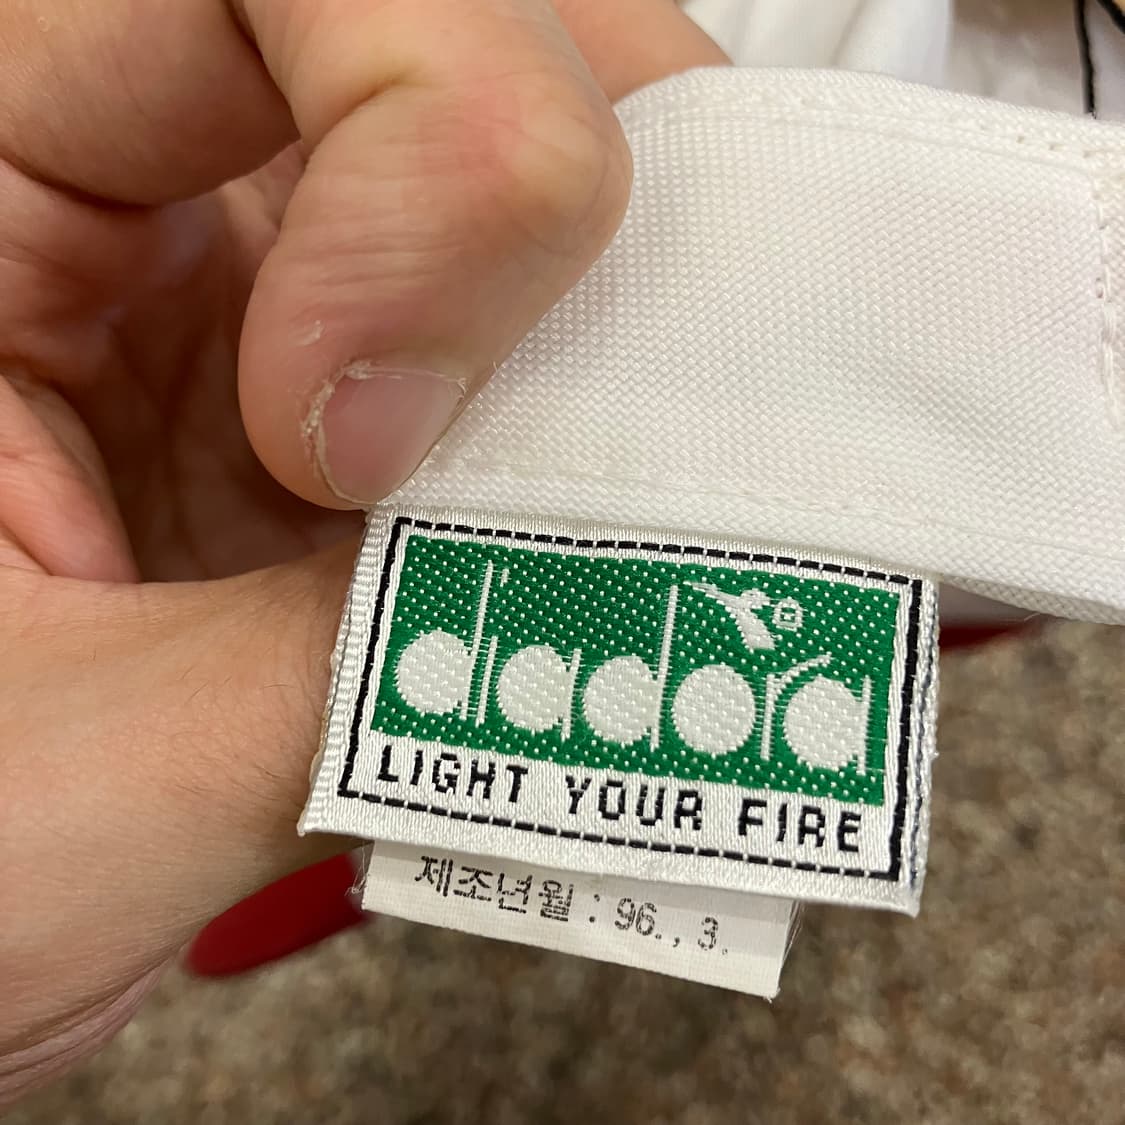 diadora
LIGHT YOUR FIRE
제조년월 : 96. , 3.